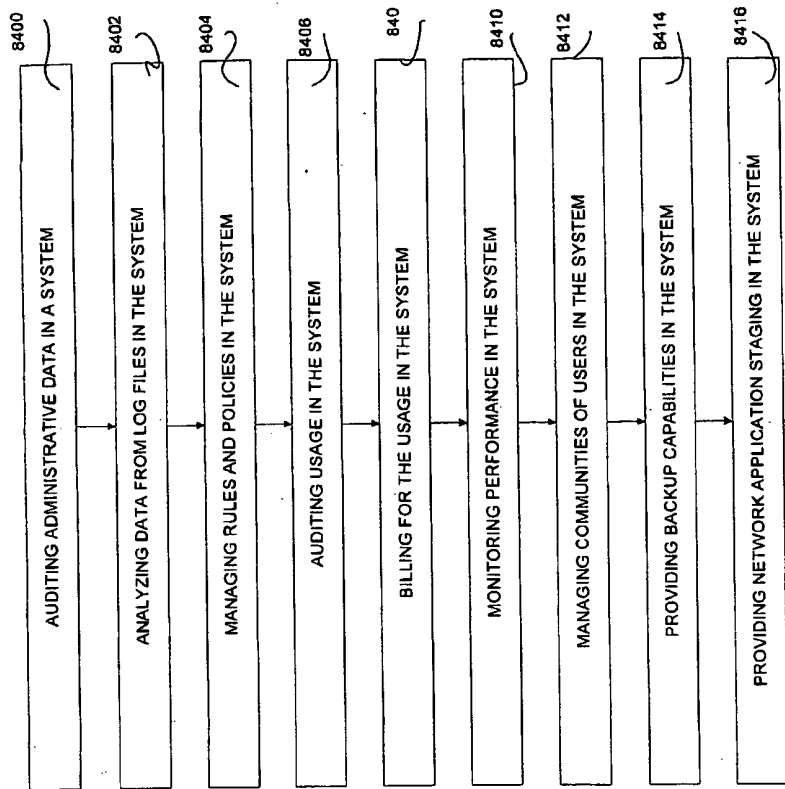 8400
AUDITING ADMINISTRATIVE DATA IN A SYSTEM
8402
ANALYZING DATA FROM LOG FILES IN THE SYSTEM
8404
MANAGING RULES AND POLICIES IN THE SYSTEM
8406
AUDITING USAGE IN THE SYSTEM
840
BILLING FOR THE USAGE IN THE SYSTEM
8410
MONITORING PERFORMANCE IN THE SYSTEM
8412
MANAGING COMMUNITIES OF USERS IN THE SYSTEM
8414
PROVIDING BACKUP CAPABILITIES IN THE SYSTEM
8416
PROVIDING NETWORK APPLICATION STAGING IN THE SYSTEM